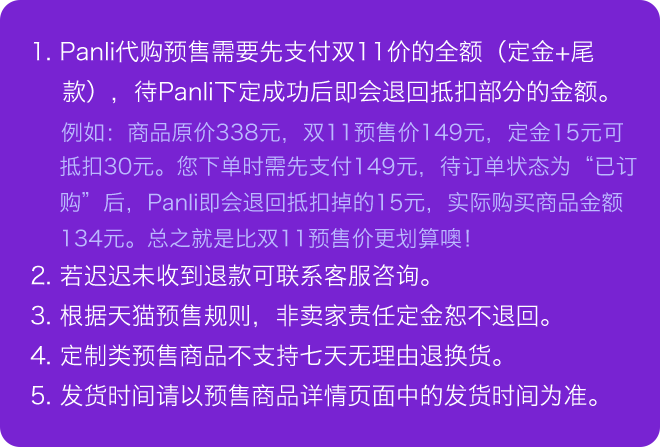 1. Panli代购预售需要先支付双11价的全额（定金+尾
款），待Panli下定成功后即会退回抵扣部分的金额。
例如：商品原价338元，双11预售价149元，定金15元可
抵扣30元。您下单时需先支付149元，待订单状态为“已订
购”后，Panli即会退回抵扣掉的15元，实际购买商品金额
134元。总之就是比双11预售价更划算噢！
2. 若迟迟未收到退款可联系客服咨询。
3. 根据天猫预售规则，非卖家责任定金恕不退回。
4. 定制类预售商品不支持七天无理由退换货。
5. 发货时间请以预售商品详情页面中的发货时间为准。